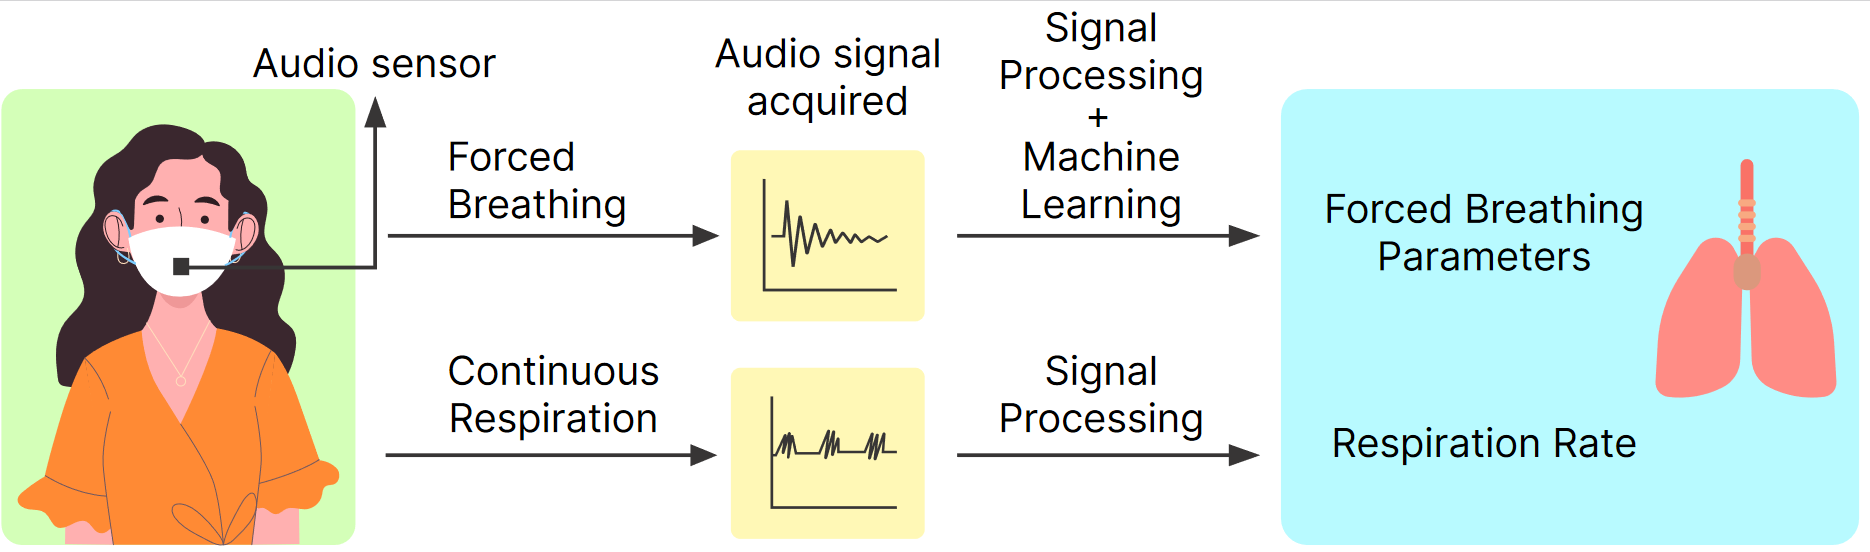 Audio sensor
Forced
Breathing
Continuous
Respiration
Audio signal
acquired
Signal
Processing
+
Machine
Learning
Signal
Processing
Forced Breathing
Parameters
Respiration Rate